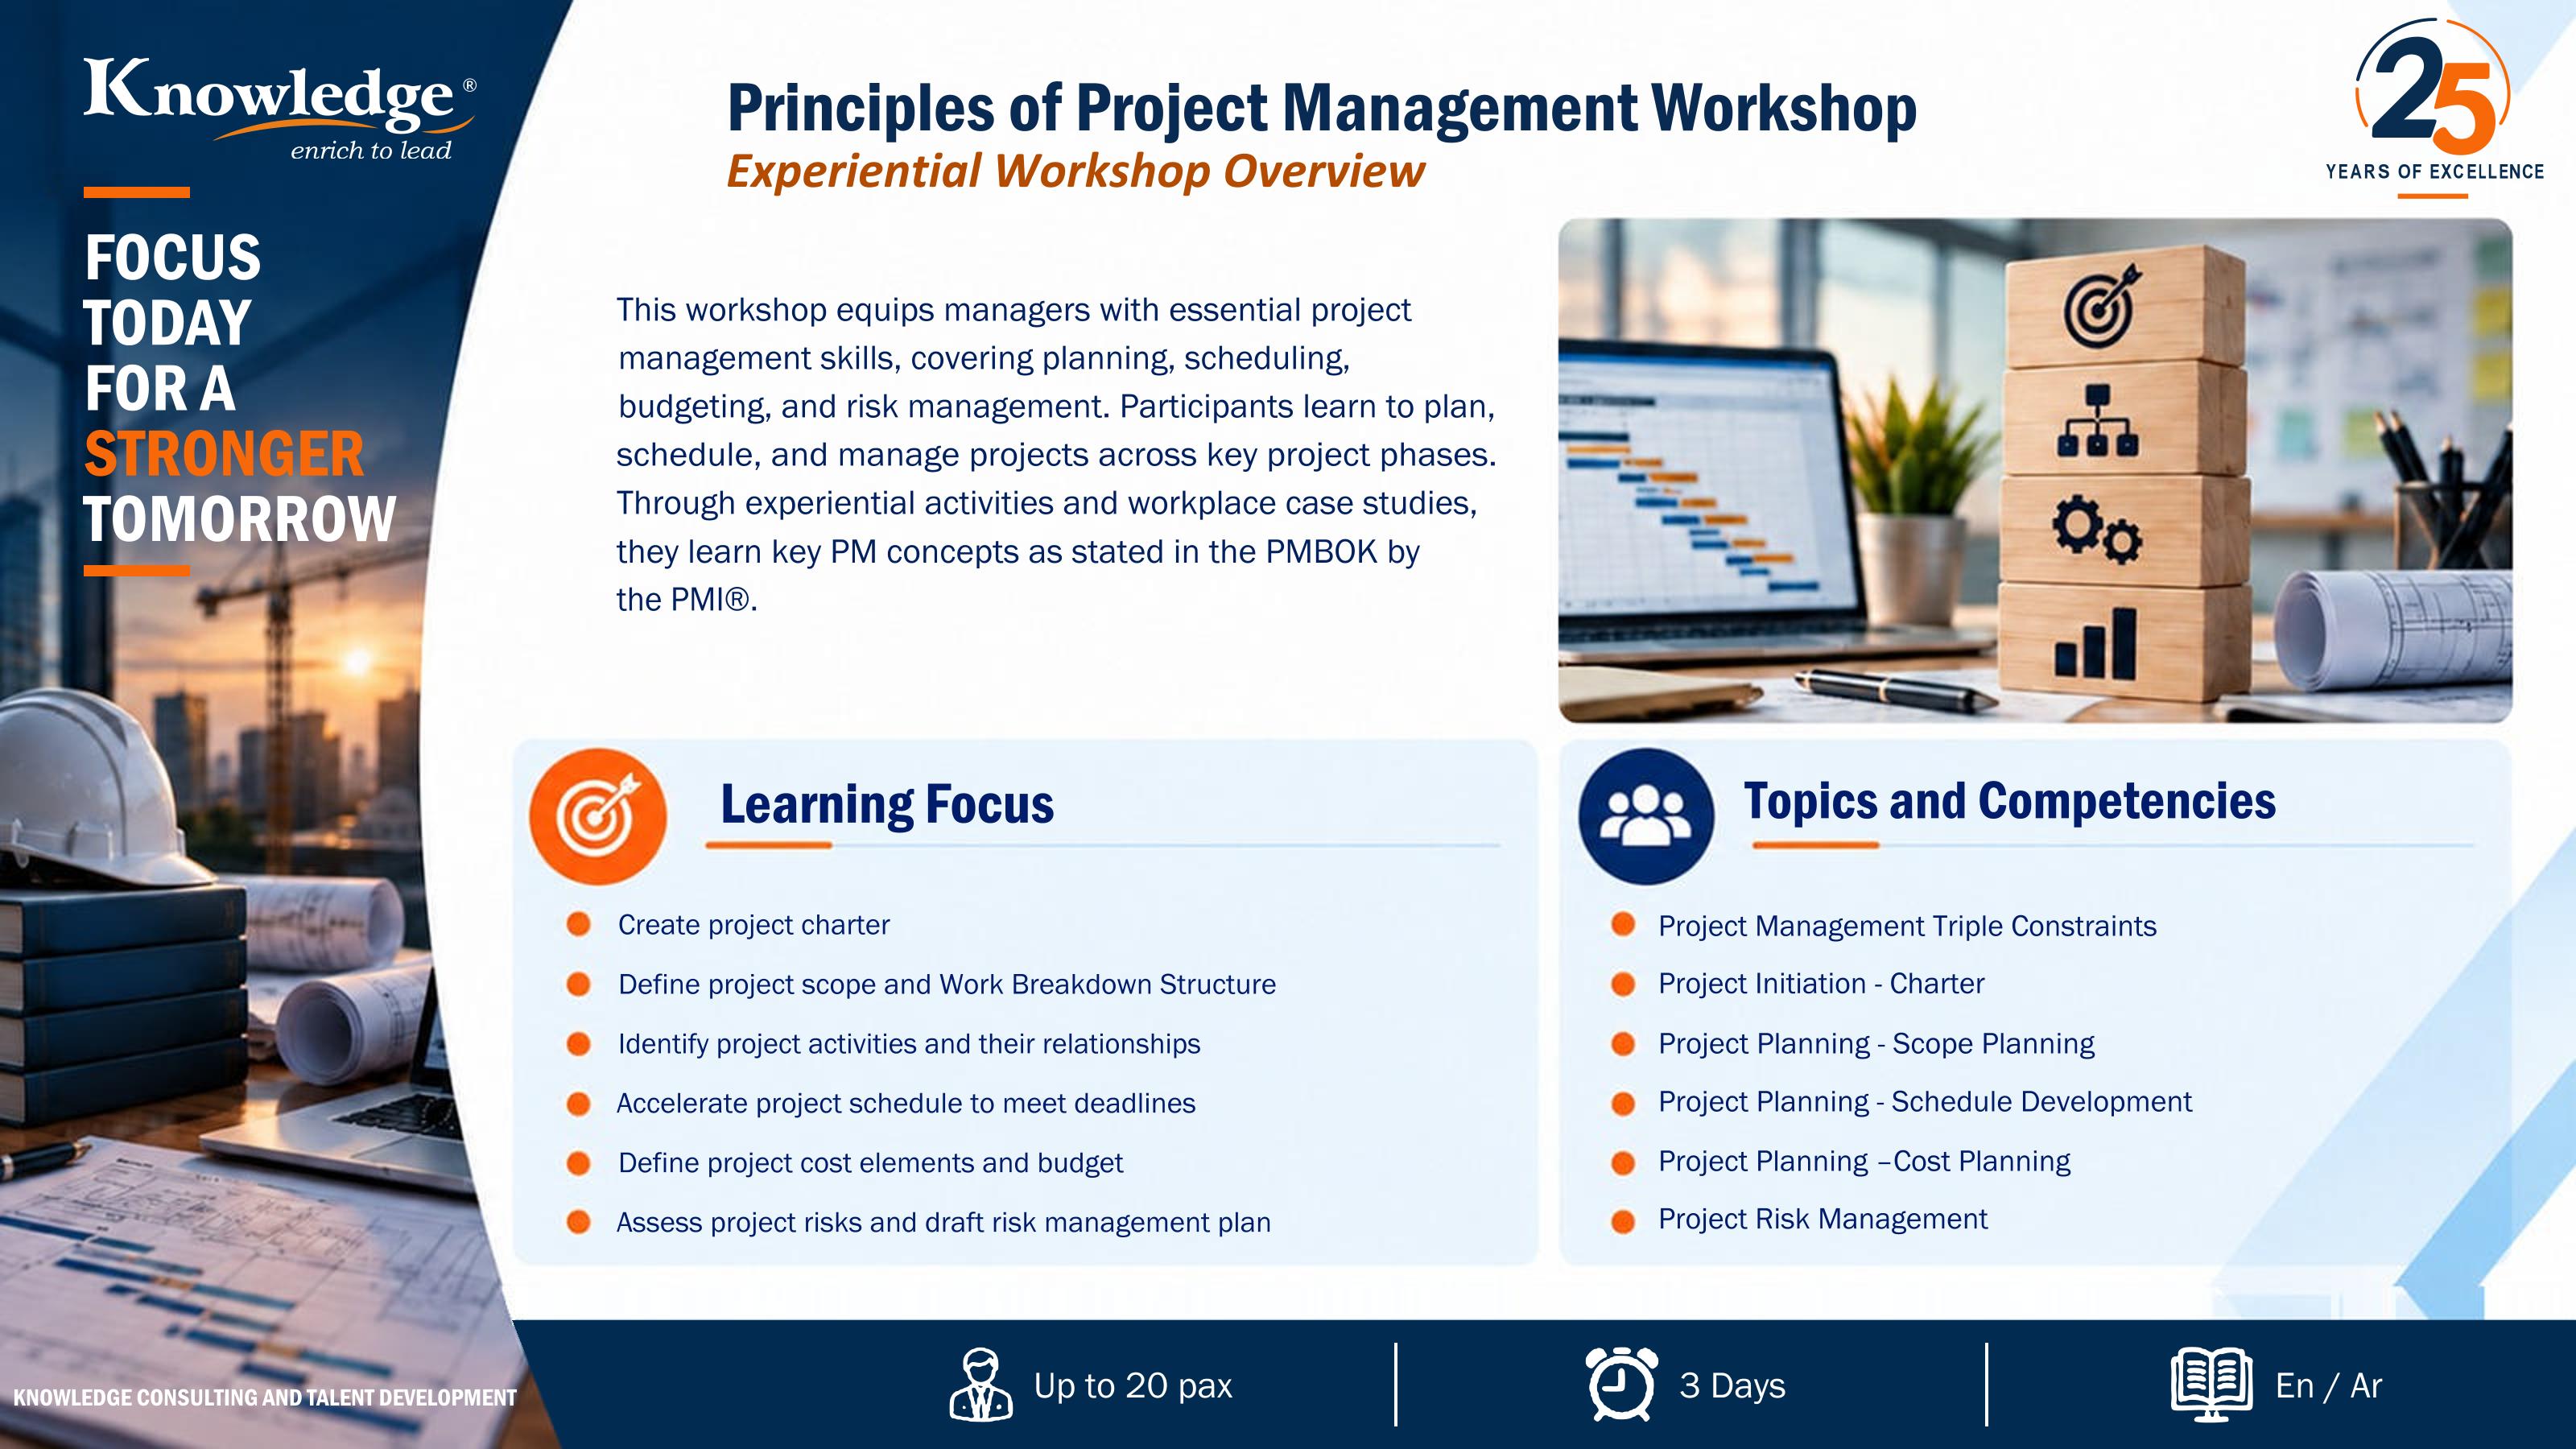 Knowledge®
enrich to lead
FOCUS
TODAY
FOR A
STRONGER
TOMORROW
Principles of Project Management Workshop
Experiential Workshop Overview
25
YEARS OF EXCELLENCE
This workshop equips managers with essential project
management skills, covering planning, scheduling,
budgeting, and risk management. Participants learn to plan,
schedule, and manage projects across key project phases.
Through experiential activities and workplace case studies,
they learn key PM concepts as stated in the PMBOK by
the PMI®.
Learning Focus
Create project charter
Define project scope and Work Breakdown Structure
Identify project activities and their relationships
Accelerate project schedule to meet deadlines
Define project cost elements and budget
Assess project risks and draft risk management plan
Topics and Competencies
Project Management Triple Constraints
Project Initiation - Charter
Project Planning - Scope Planning
Project Planning - Schedule Development
Project Planning –Cost Planning
Project Risk Management
KNOWLEDGE CONSULTING AND TALENT DEVELOPMENT
Up to 20 pax
3 Days
En / Ar